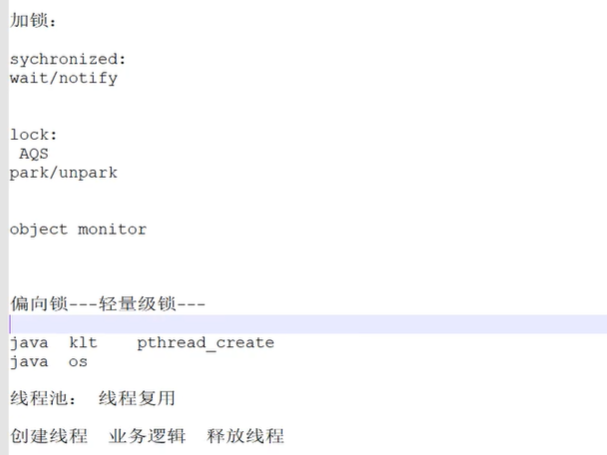 加锁：
sychronized:
wait/notify
lock:
AQS
park/unpark
object monitor
偏向锁---轻量级锁---
java klt pthread_create
java os
线程池： 线程复用
创建线程 业务逻辑 释放线程